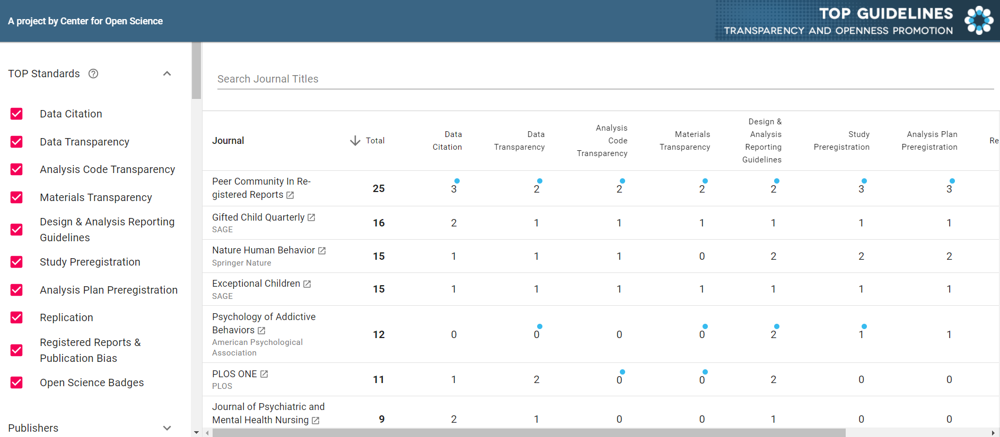 A project by Center for Open Science
TOP GUIDELINES
TRANSPARENCY AND OPENNESS PROMOTION
TOP Standards
Data Citation
Data Transparency
Analysis Code Transparency
Materials Transparency
Design & Analysis Reporting
Guidelines
Study Preregistration
Analysis Plan Preregistration
Replication
Registered Reports &
Publication Bias
Open Science Badges
Publishers
Search Journal Titles
Journal
Total
Data
Citation
Data
Transparency
Analysis
Code
Transparency
Materials
Transparency
Design &
Analysis
Reporting
Guidelines
Study
Preregistration
Analysis Plan
Preregistration
Re
Peer Community In Re-
gistered Reports
25 3 2 2 2 2 3 3
Gifted Child Quarterly
SAGE
16 2 1 1 1 1 1 1
Nature Human Behavior
Springer Nature
15 1 1 1 0 2 2 2
Exceptional Children
SAGE
15 1 1 1 1 1 1 1
Psychology of Addictive
Behaviors
American Psychological
Association
12 0 0 0 0 2 1 1
PLOS ONE
PLOS
11 1 2 0 0 2 0 0
Journal of Psychiatric and
Mental Health Nursing
9 2 1 0 0 1 0 0